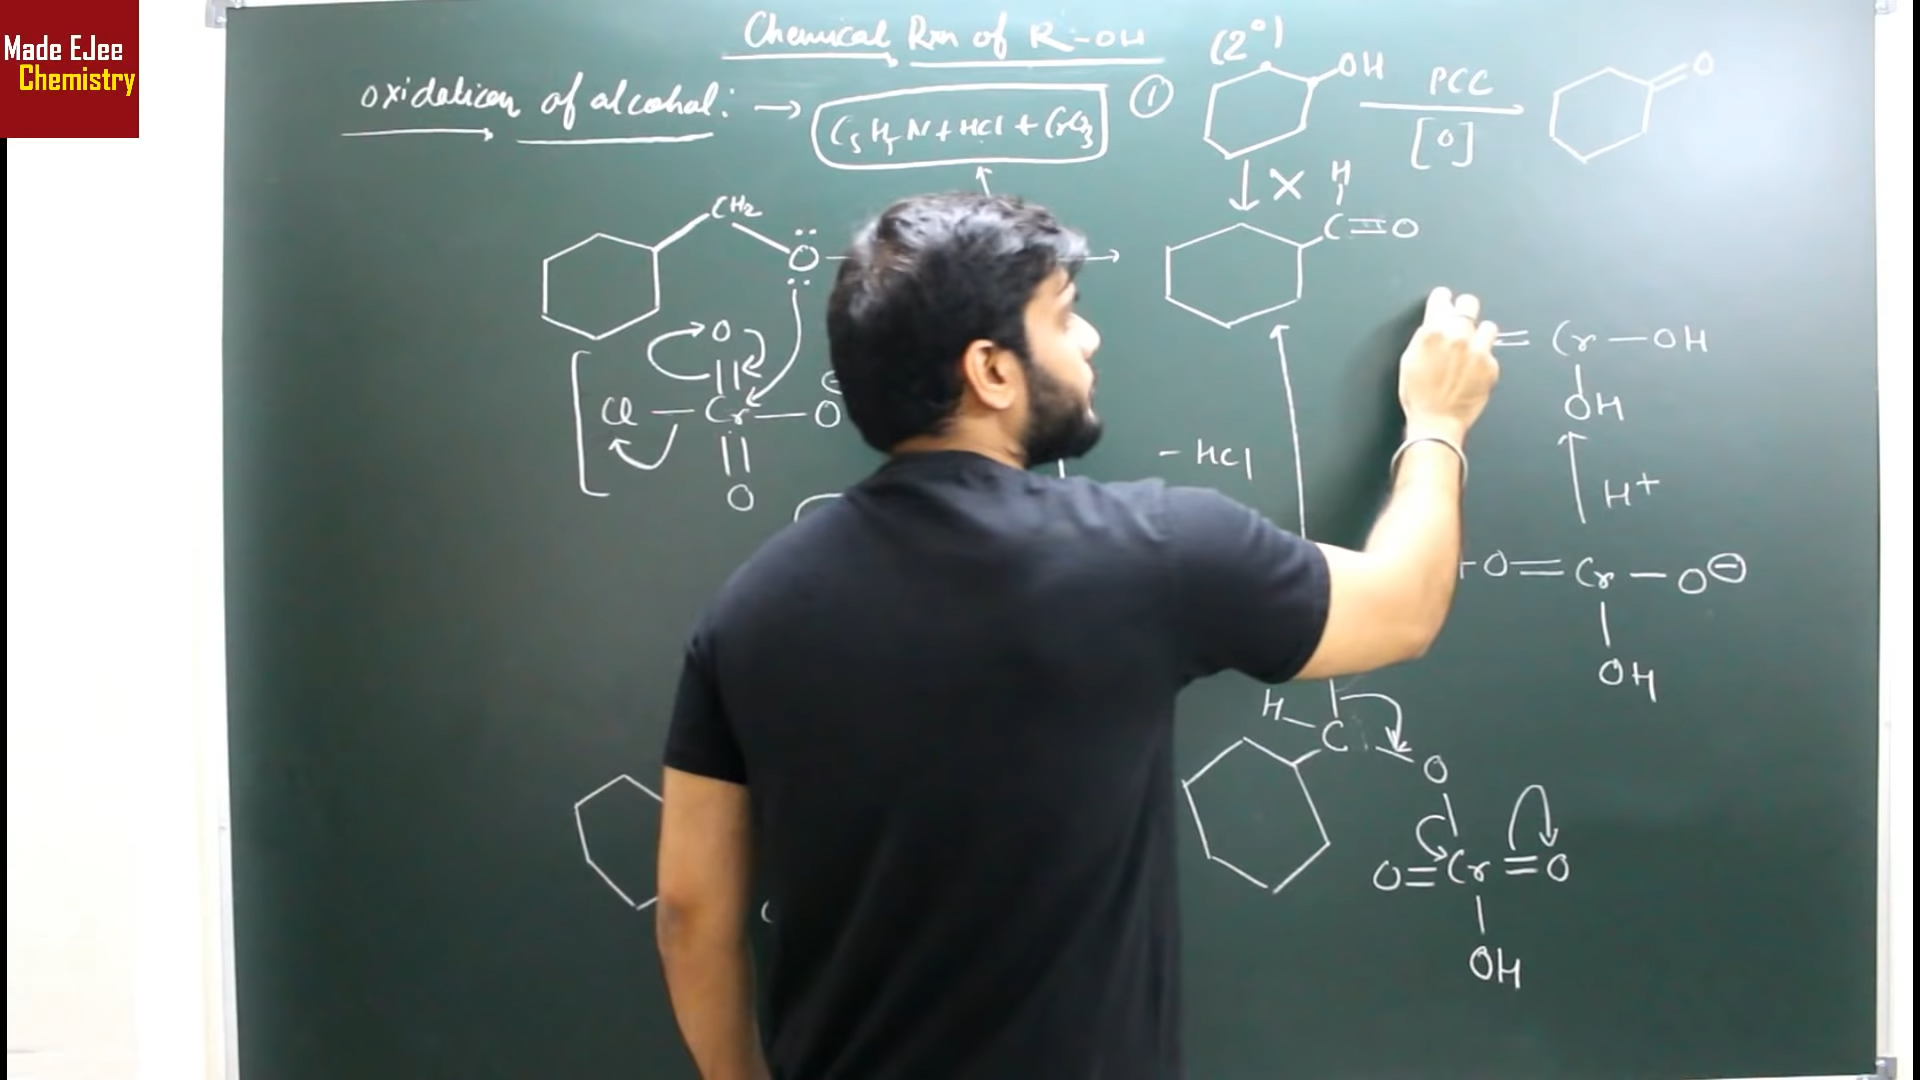 Made EJee
Chemistry
Chemical Rxn of R-OH
oxidation of alcohol: →
C5H5N + HCl + CrO3
①
(2°)
OH
PCC
[O]
O
X
H
C=O
CH2
O
O
Cl — Cr — O
O
- HCl
= Cr — OH
OH
H+
+ O = Cr — O⊖
OH
H — C
O
O = Cr = O
OH